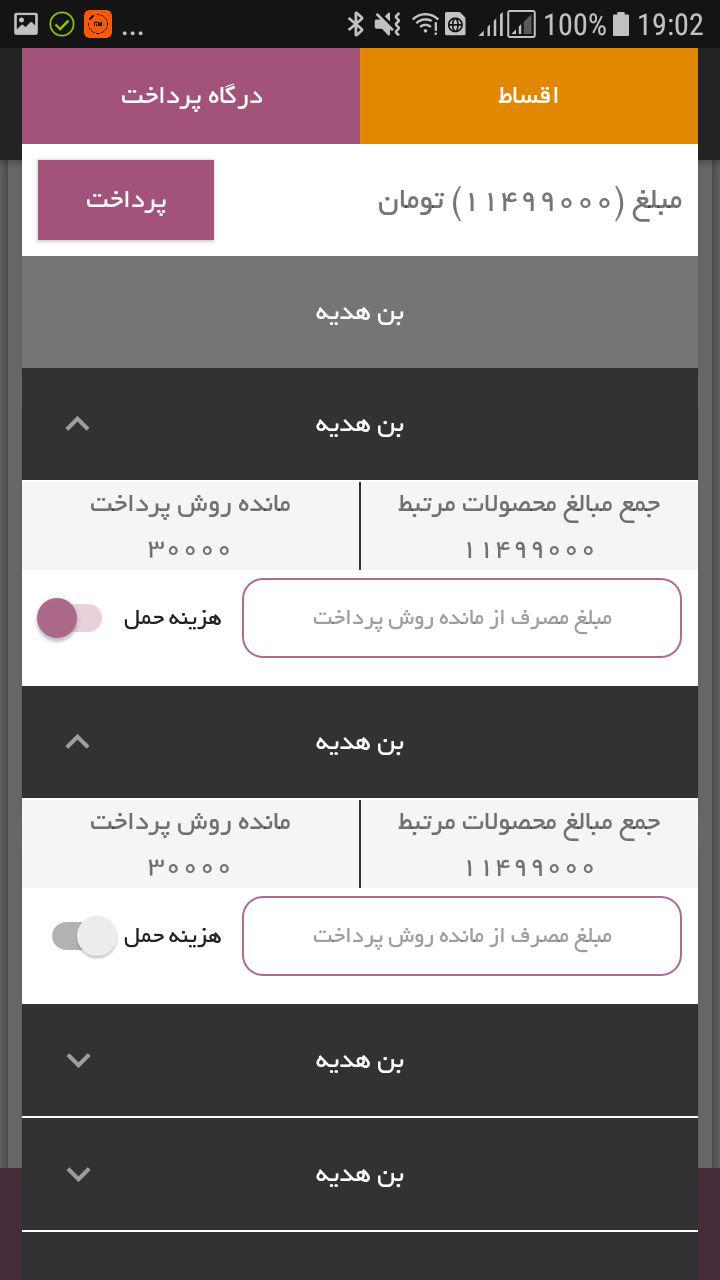 ... 100% 19:02
اقساط
درگاه پرداخت
مبلغ (۱۱۴۹۹۰۰۰) تومان
پرداخت
بن هدیه
بن هدیه
جمع مبالغ محصولات مرتبط
مانده روش پرداخت
۱۱۴۹۹۰۰۰
۳۰۰۰۰
مبلغ مصرف از مانده روش پرداخت
هزینه حمل
بن هدیه
جمع مبالغ محصولات مرتبط
مانده روش پرداخت
۱۱۴۹۹۰۰۰
۳۰۰۰۰
مبلغ مصرف از مانده روش پرداخت
هزینه حمل
بن هدیه
بن هدیه